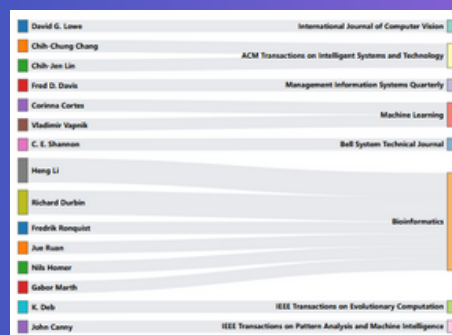 David G. Lowe
International Journal of Computer Vision
Chih-Chung Chang
ACM Transactions on Intelligent Systems and Technology
Chih-Jen Lin
Fred D. Davis
Management Information Systems Quarterly
Corinna Cortes
Machine Learning
Vladimir Vapnik
C. E. Shannon
Bell System Technical Journal
Heng Li
Richard Durbin
Bioinformatics
Fredrik Ronquist
Jue Ruan
Nils Homer
Gabor Marth
K. Deb
IEEE Transactions on Evolutionary Computation
John Canny
IEEE Transactions on Pattern Analysis and Machine Intelligence